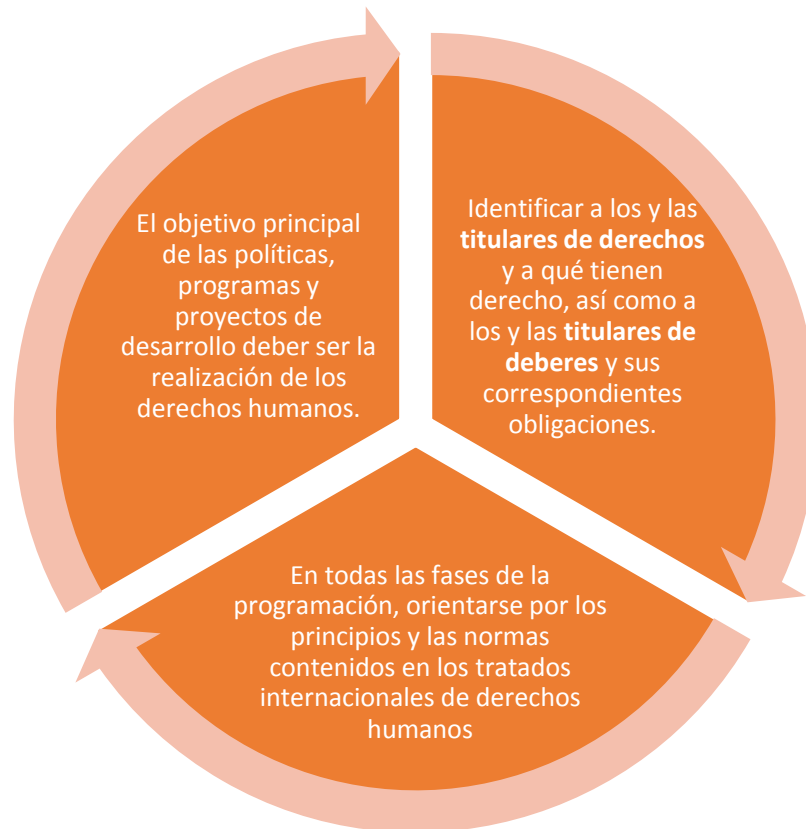 El objetivo principal
de las políticas,
programas y
proyectos de
desarrollo deber ser la
realización de los
derechos humanos.
Identificar a los y las
titulares de derechos
y a qué tienen
derecho, así como a
los y las titulares de
deberes y sus
correspondientes
obligaciones.
En todas las fases de la
programación, orientarse por los
principios y las normas
contenidos en los tratados
internacionales de derechos
humanos